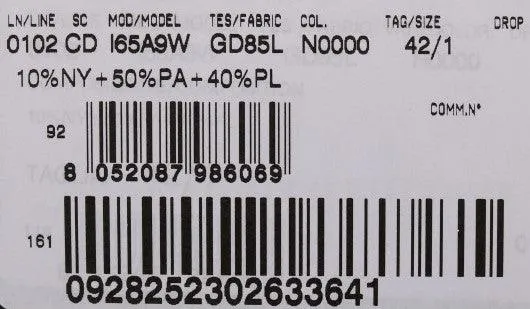 LN/LINE SC MOD/MODEL TES/FABRIC COL. TAG/SIZE DROP
0102 CD I65A9W GD85L N0000 42/1
10%NY+50%PA+40%PL
COMM.N°
92
8 052087 986069
161
0928252302633641